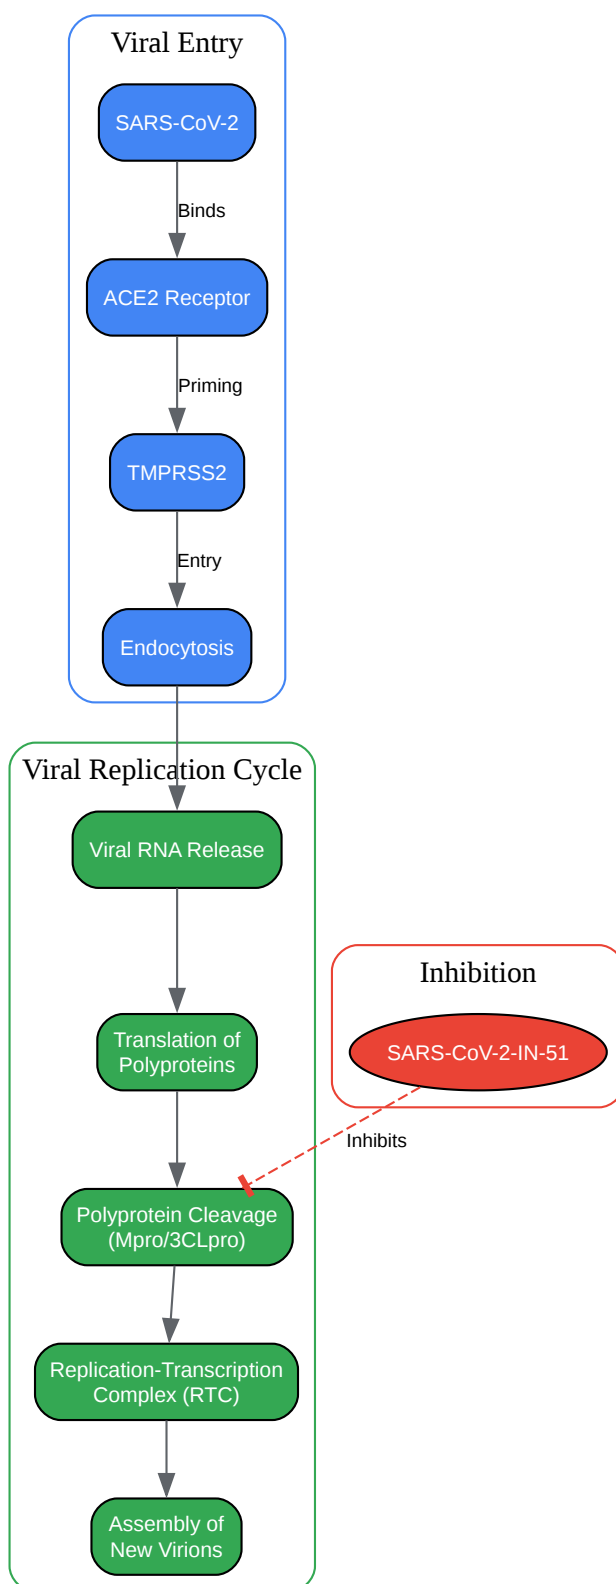 Viral Entry
SARS-CoV-2
Binds
ACE2 Receptor
Priming
TMPRSS2
Entry
Endocytosis
Viral Replication Cycle
Viral RNA Release
Inhibition
Translation of
Polyproteins
SARS-CoV-2-IN-51
Inhibits
Polyprotein Cleavage
(Mpro/3CLpro)
Replication-Transcription
Complex (RTC)
Assembly of
New Virions